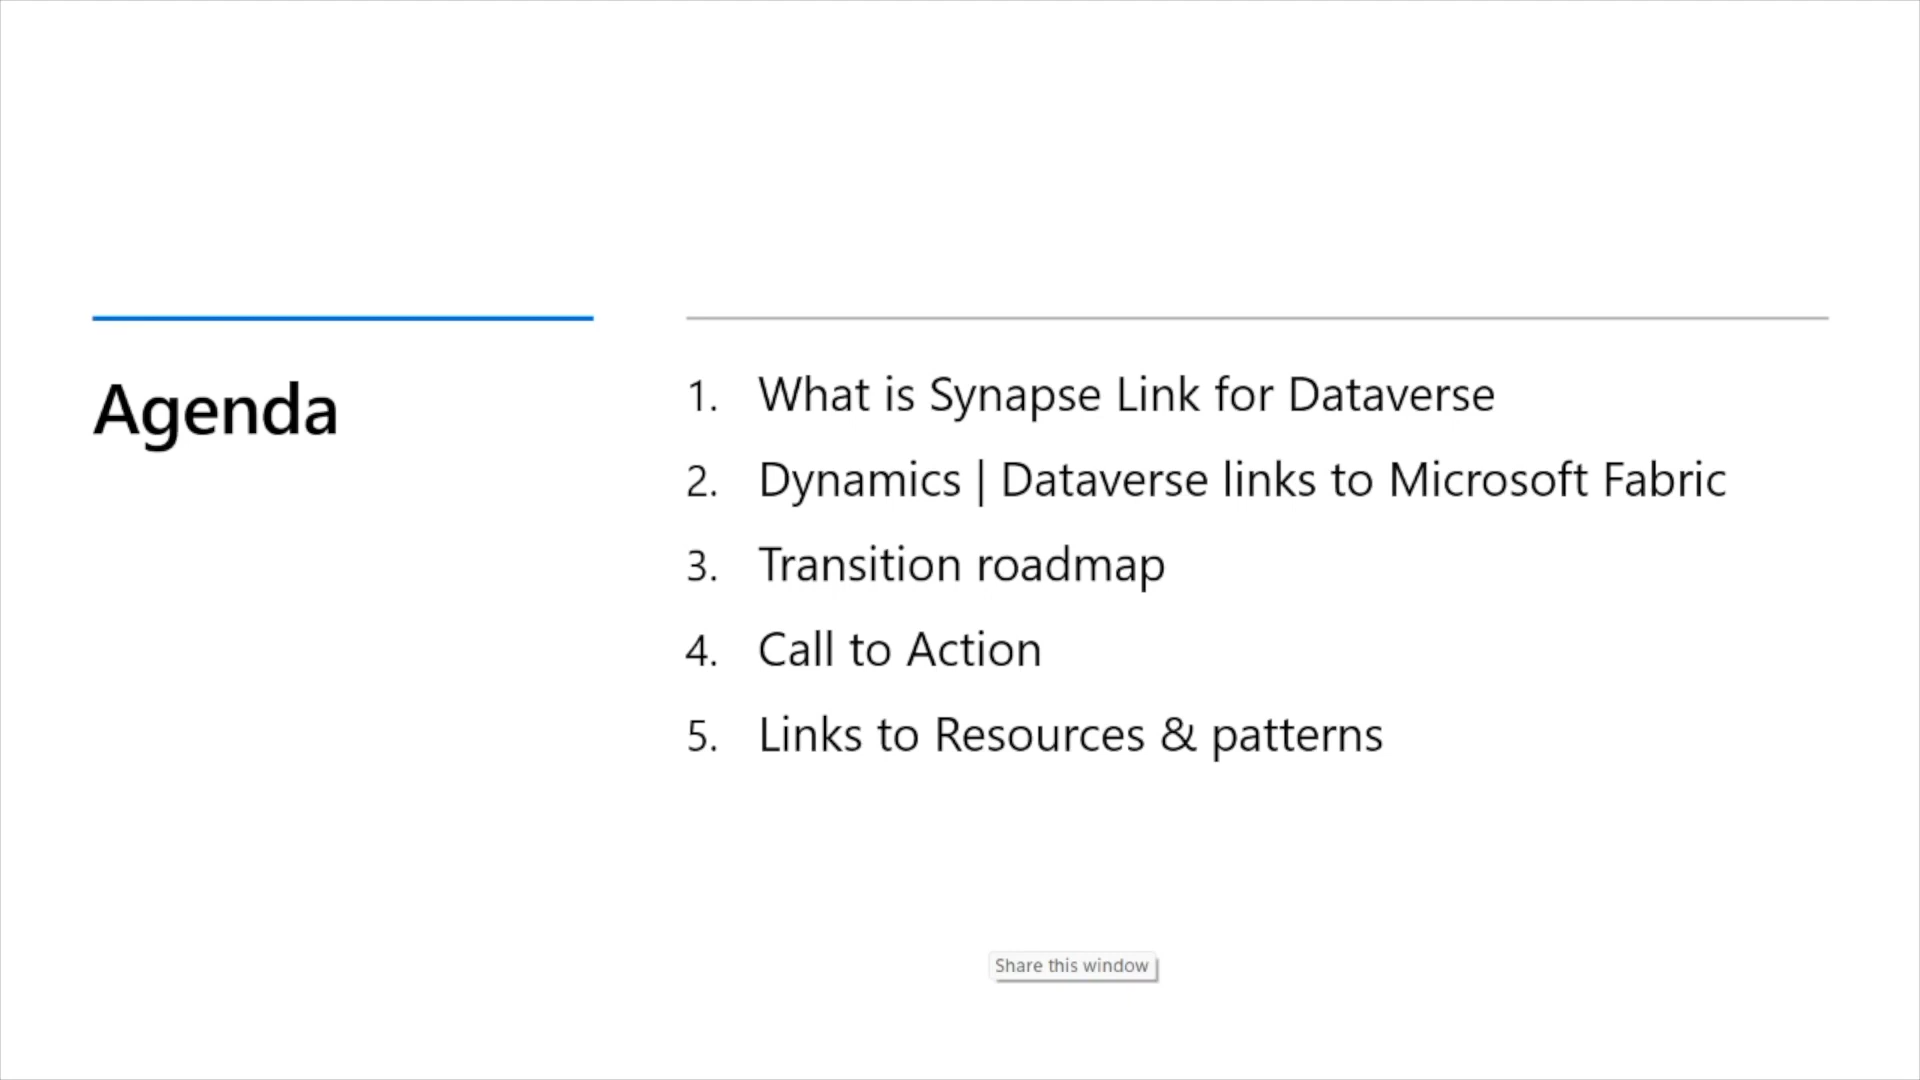 Agenda
1. What is Synapse Link for Dataverse
2. Dynamics | Dataverse links to Microsoft Fabric
3. Transition roadmap
4. Call to Action
5. Links to Resources & patterns
Share this window